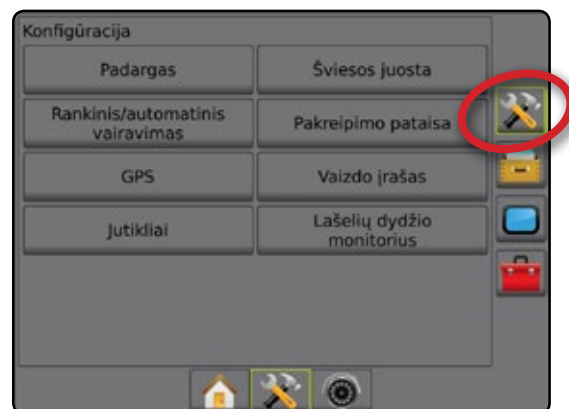 Konfigūracija
Padargas
Šviesos juosta
Rankinis/automatinis
vairavimas
Pakreipimo pataisa
GPS
Vaizdo įrašas
Jutikliai
Lašelių dydžio
monitorius